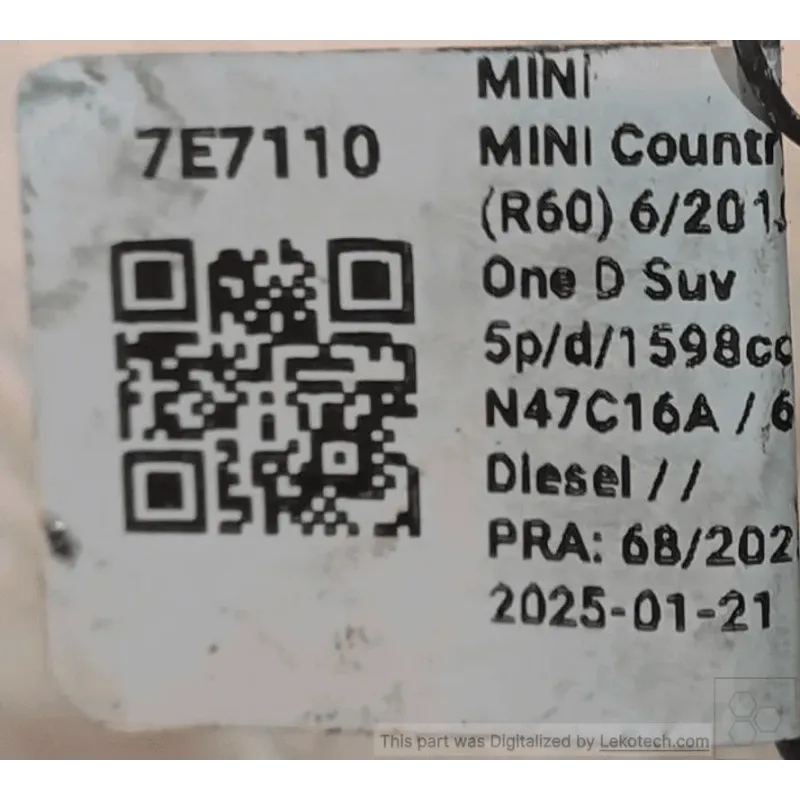 7E7110
MINI
MINI Countr
(R60) 6/201
One D Suv
5p/d/1598cc
N47C16A / 6
Diesel / /
PRA: 68/202
2025-01-21
This part was Digitalized by Lekotech.com